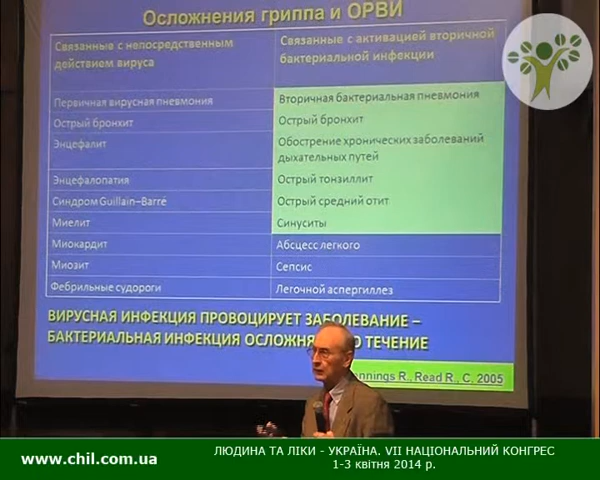 Осложнения гриппа и ОРВИ
Связанные с непосредственным
действием вируса
Связанные с активацией вторичной
бактериальной инфекции
Первичная вирусная пневмония
Вторичная бактериальная пневмония
Острый бронхит
Острый бронхит
Энцефалит
Обострение хронических заболеваний
дыхательных путей
Энцефалопатия
Острый тонзиллит
Синдром Guillain–Barré
Острый средний отит
Миелит
Синуситы
Миокардит
Абсцесс легкого
Миозит
Сепсис
Фебрильные судороги
Легочной аспергиллез
ВИРУСНАЯ ИНФЕКЦИЯ ПРОВОЦИРУЕТ ЗАБОЛЕВАНИЕ –
БАКТЕРИАЛЬНАЯ ИНФЕКЦИЯ ОСЛОЖНЯ О ТЕЧЕНИЕ
nnings R., Read R., C, 2005
www.chil.com.ua
ЛЮДИНА ТА ЛІКИ - УКРАЇНА. VII НАЦІОНАЛЬНИЙ КОНГРЕС
1-3 квітня 2014 р.